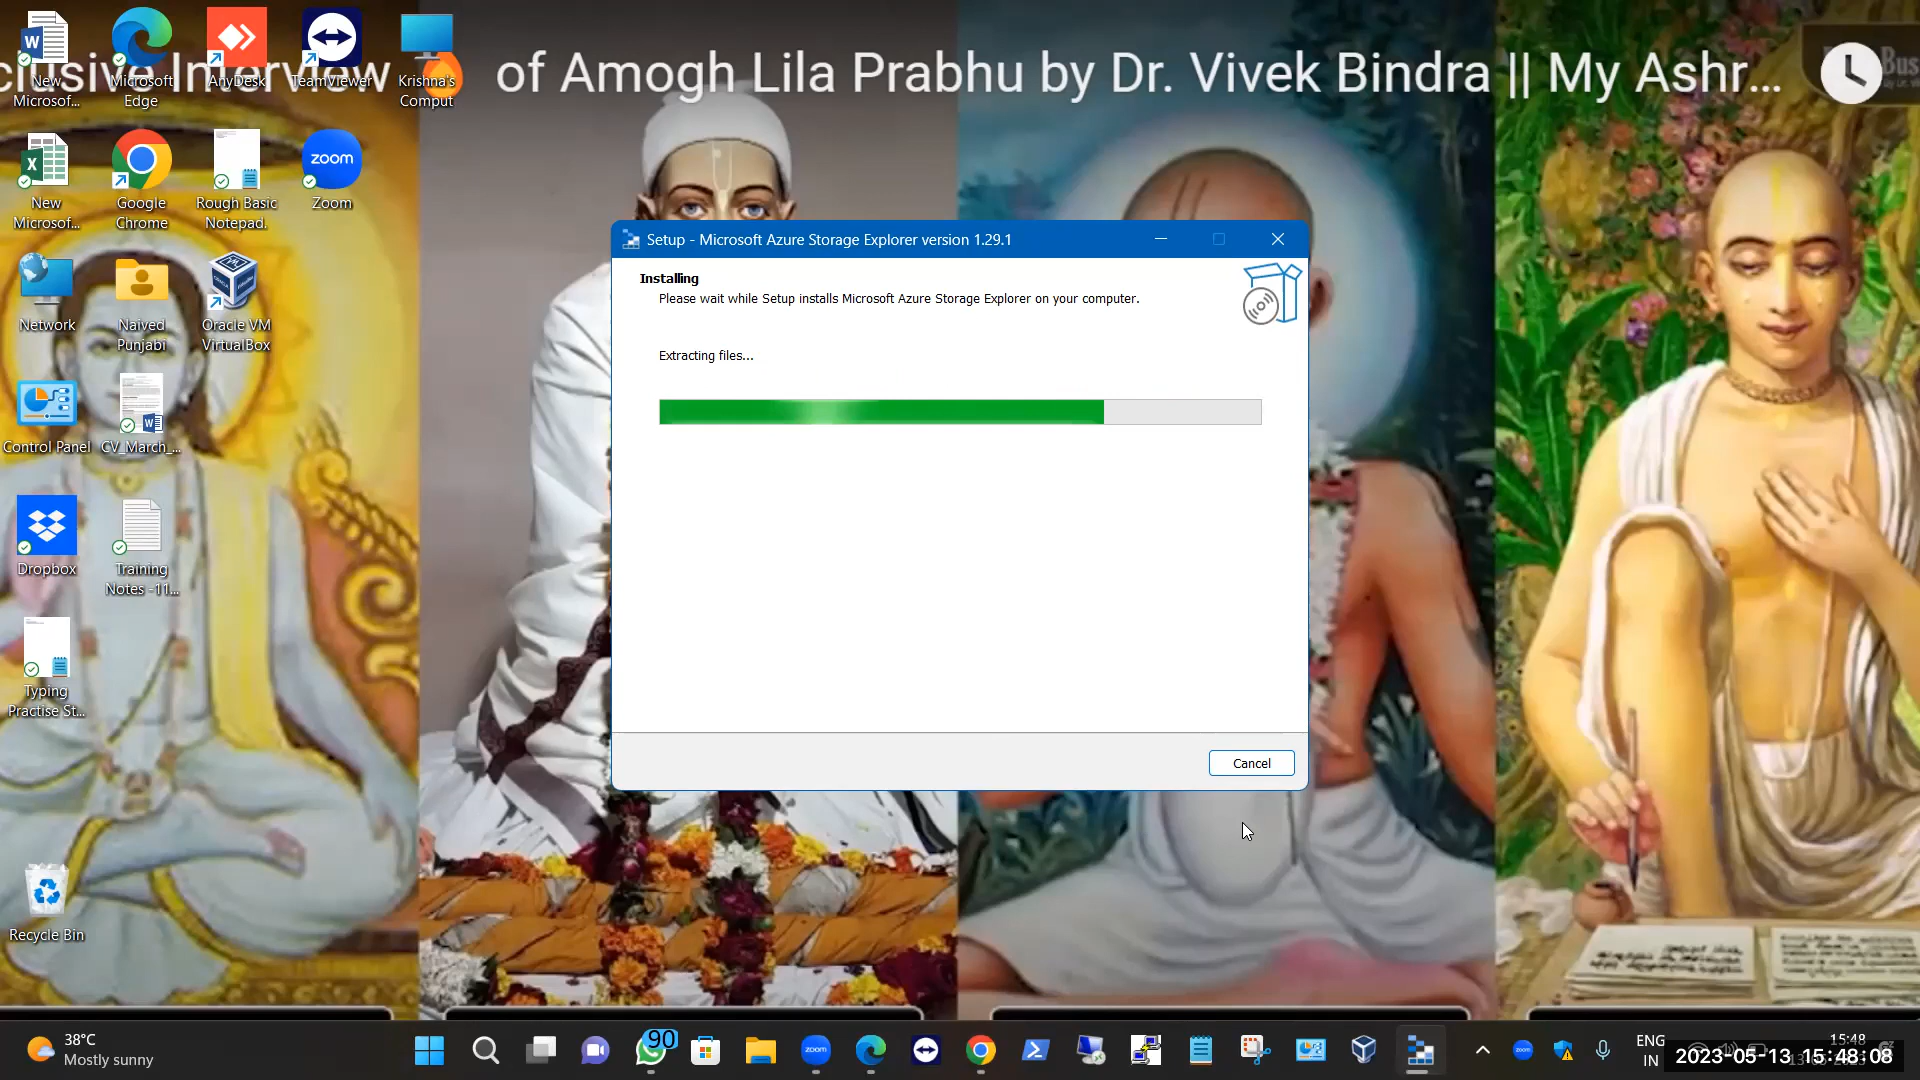 clusive Interview of Amogh Lila Prabhu by Dr. Vivek Bindra || My Ashr...
New
Microsof...
Microsoft
Edge
AnyDesk
TeamViewer
Krishna's
Comput
New
Microsof...
Google
Chrome
Rough Basic
Notepad.
zoom
Zoom
Network
Naived
Punjabi
Oracle VM
VirtualBox
Control Panel
CV_March_...
Dropbox
Training
Notes -11...
Typing
Practise St...
Recycle Bin
Setup - Microsoft Azure Storage Explorer version 1.29.1
Installing
Please wait while Setup installs Microsoft Azure Storage Explorer on your computer.
Extracting files...
Cancel
38°C
Mostly sunny
90
zoom
zoom
ENG
IN
15:48
2023-05-13 15:48:08